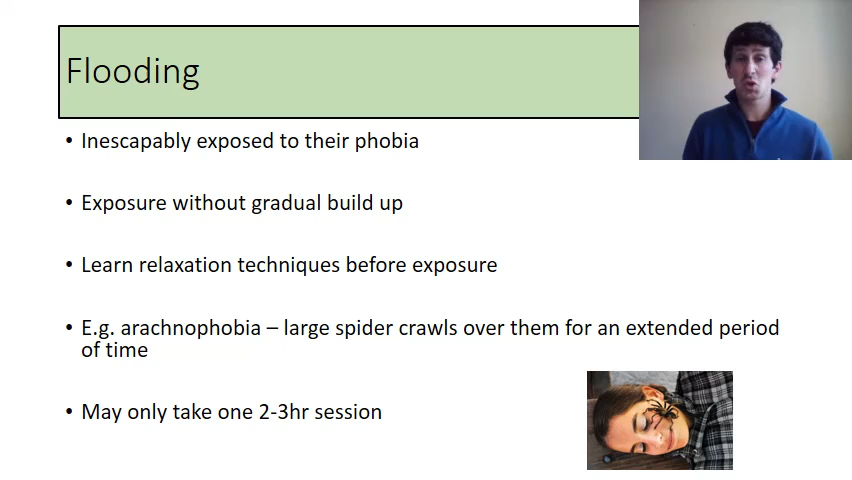 Flooding
• Inescapably exposed to their phobia
• Exposure without gradual build up
• Learn relaxation techniques before exposure
• E.g. arachnophobia – large spider crawls over them for an extended period
of time
• May only take one 2-3hr session